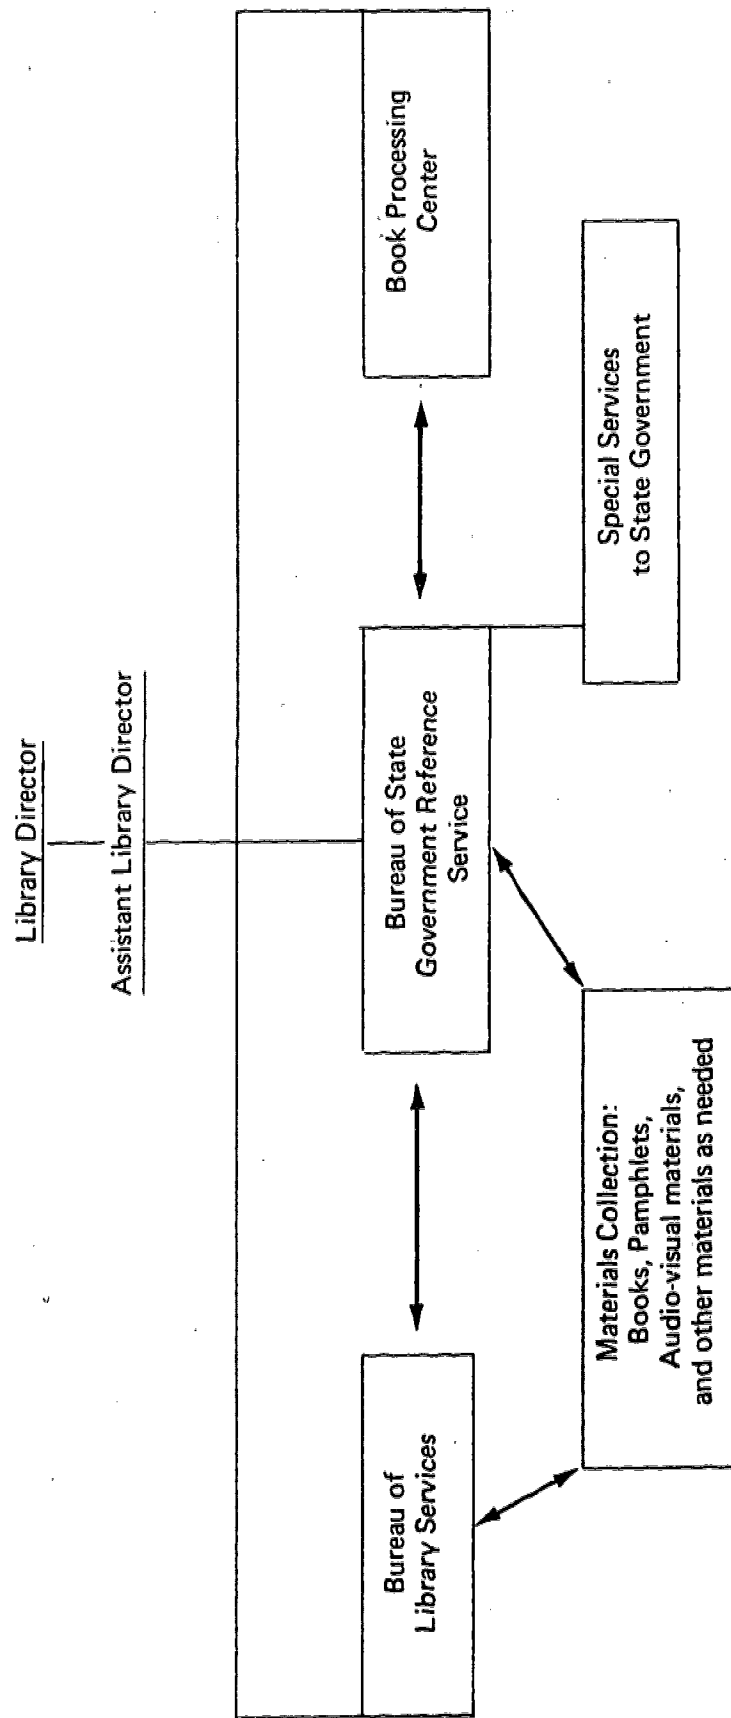 Library Director
Assistant Library Director
Bureau of
Library Services
Bureau of State
Government Reference
Service
Book Processing
Center
Materials Collection:
Books, Pamphlets,
Audio-visual materials,
and other materials as needed
Special Services
to State Government